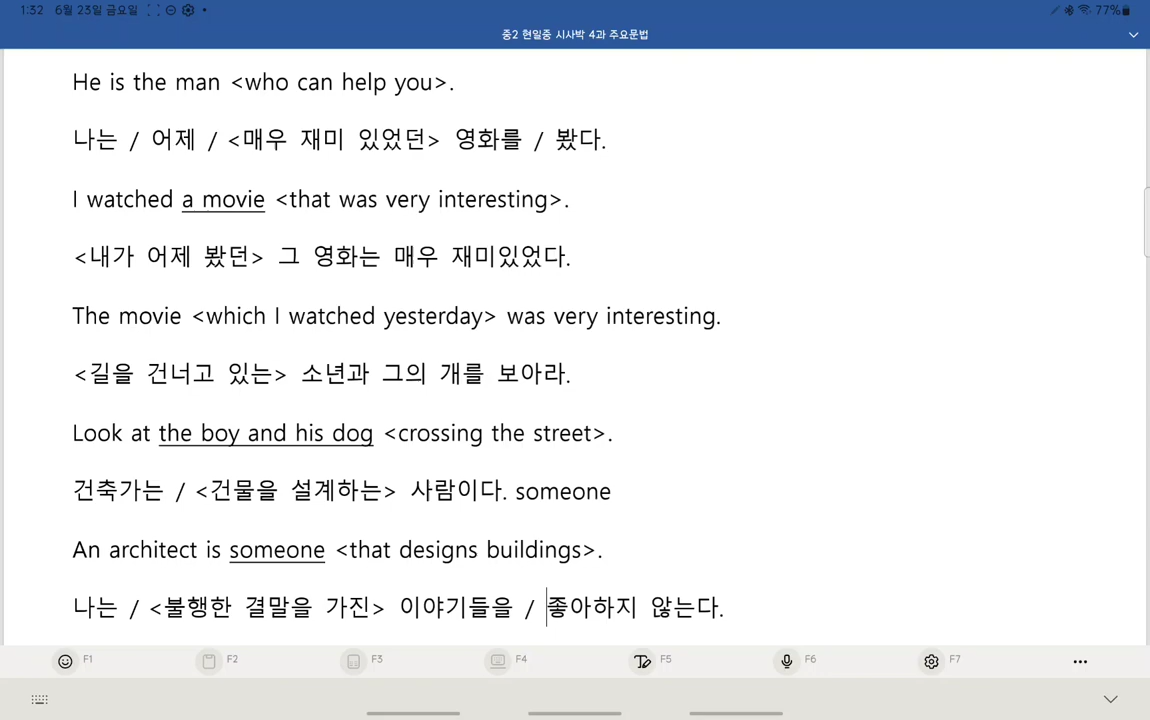 1:32 6월 23일 금요일 77%
중2 현일중 시사박 4과 주요문법
He is the man <who can help you>.
나는 / 어제 / <매우 재미 있었던> 영화를 / 봤다.
I watched a movie <that was very interesting>.
<내가 어제 봤던> 그 영화는 매우 재미있었다.
The movie <which I watched yesterday> was very interesting.
<길을 건너고 있는> 소년과 그의 개를 보아라.
Look at the boy and his dog <crossing the street>.
건축가는 / <건물을 설계하는> 사람이다. someone
An architect is someone <that designs buildings>.
나는 / <불행한 결말을 가진> 이야기들을 / 좋아하지 않는다.
F1 F2 F3 F4 F5 F6 F7